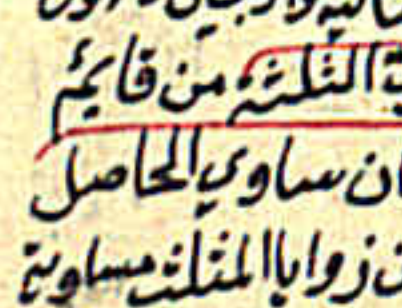 الثلثة من قايم
ان ساوي الحاصل
زوايا المثلث مساوية